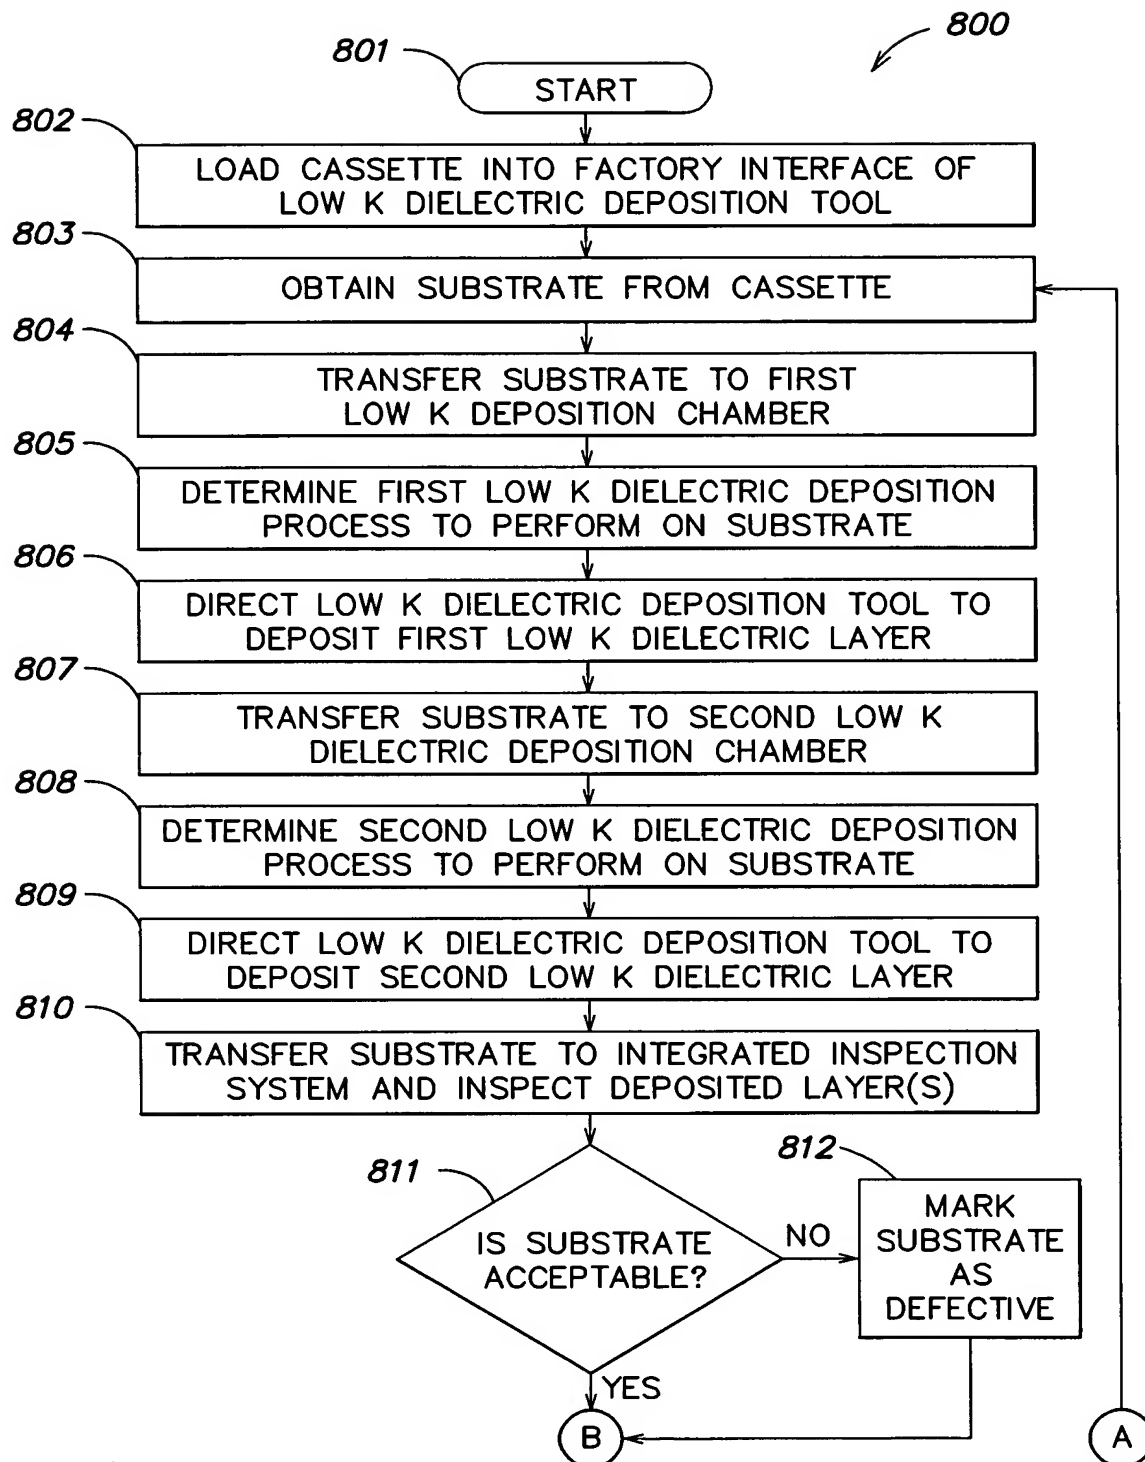 800
801
START
802
LOAD CASSETTE INTO FACTORY INTERFACE OF
LOW K DIELECTRIC DEPOSITION TOOL
803
OBTAIN SUBSTRATE FROM CASSETTE
804
TRANSFER SUBSTRATE TO FIRST
LOW K DEPOSITION CHAMBER
805
DETERMINE FIRST LOW K DIELECTRIC DEPOSITION
PROCESS TO PERFORM ON SUBSTRATE
806
DIRECT LOW K DIELECTRIC DEPOSITION TOOL TO
DEPOSIT FIRST LOW K DIELECTRIC LAYER
807
TRANSFER SUBSTRATE TO SECOND LOW K
DIELECTRIC DEPOSITION CHAMBER
808
DETERMINE SECOND LOW K DIELECTRIC DEPOSITION
PROCESS TO PERFORM ON SUBSTRATE
809
DIRECT LOW K DIELECTRIC DEPOSITION TOOL TO
DEPOSIT SECOND LOW K DIELECTRIC LAYER
810
TRANSFER SUBSTRATE TO INTEGRATED INSPECTION
SYSTEM AND INSPECT DEPOSITED LAYER(S)
811
IS SUBSTRATE
ACCEPTABLE?
NO
812
MARK
SUBSTRATE
AS
DEFECTIVE
YES
B
A